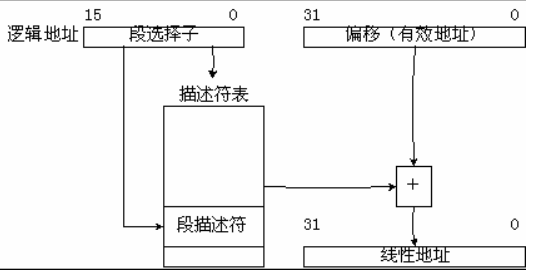 15 0 31 0
逻辑地址 段选择子 偏移（有效地址）
描述符表
+
段描述符 31 0
线性地址